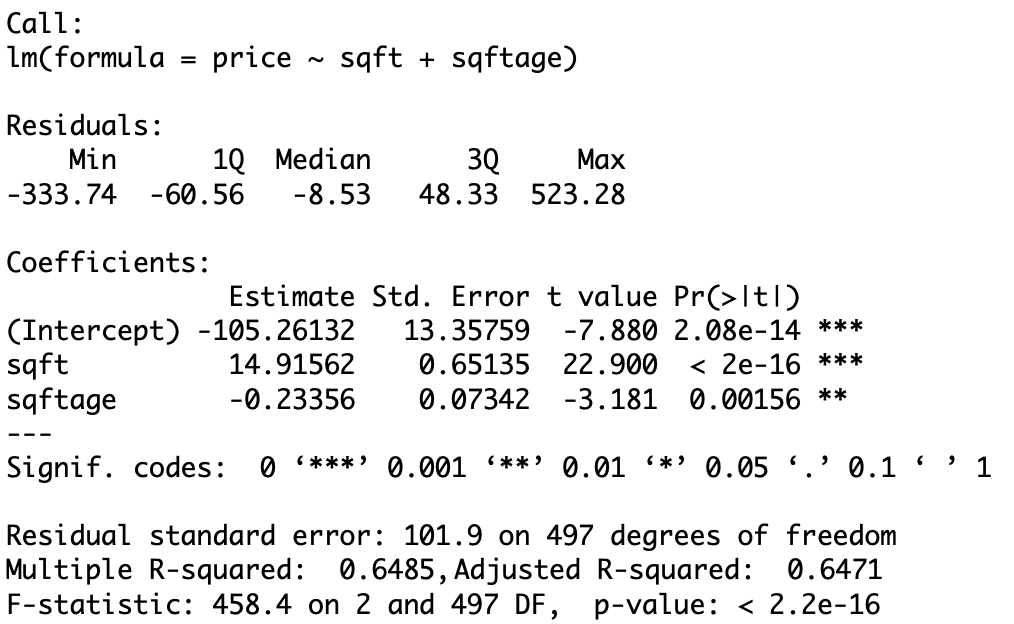 Call:
lm(formula = price ~ sqft + sqftage)
Residuals:
    Min      1Q  Median      3Q     Max
-333.74  -60.56   -8.53   48.33  523.28
Coefficients:
             Estimate Std. Error t value Pr(>|t|)
(Intercept) -105.26132   13.35759  -7.880 2.08e-14 ***
sqft          14.91562    0.65135  22.900  < 2e-16 ***
sqftage       -0.23356    0.07342  -3.181  0.00156 **
---
Signif. codes:  0 ‘***’ 0.001 ‘**’ 0.01 ‘*’ 0.05 ‘.’ 0.1 ‘ ’ 1
Residual standard error: 101.9 on 497 degrees of freedom
Multiple R-squared:  0.6485, Adjusted R-squared:  0.6471
F-statistic: 458.4 on 2 and 497 DF,  p-value: < 2.2e-16